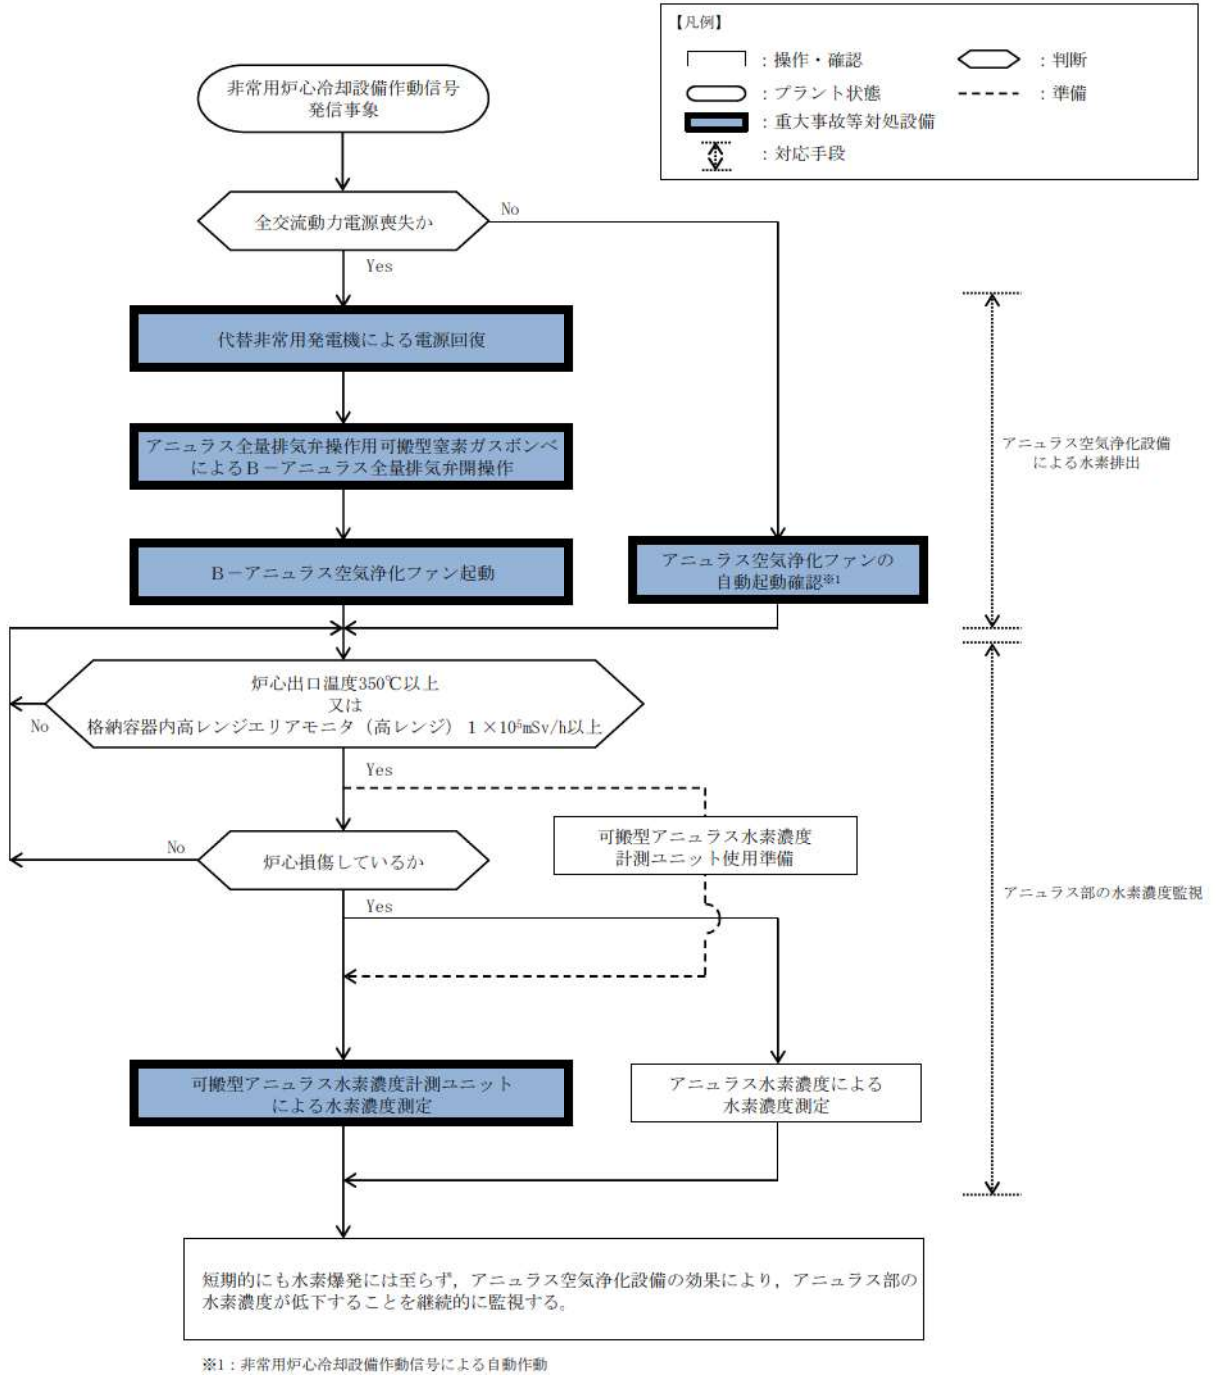 【凡例】
：操作・確認
：判断
：プラント状態
：準備
：重大事故等対処設備
：対応手段
非常用炉心冷却設備作動信号
発信事象
全交流動力電源喪失か
No
Yes
代替非常用発電機による電源回復
アニュラス全量排気弁操作用可搬型窒素ガスボンベ
によるＢ－アニュラス全量排気弁開操作
アニュラス空気浄化設備
による水素排出
Ｂ－アニュラス空気浄化ファン起動
アニュラス空気浄化ファンの
自動起動確認※1
炉心出口温度350℃以上
又は
格納容器内高レンジエリアモニタ（高レンジ）１×10⁵mSv/h以上
No
Yes
可搬型アニュラス水素濃度
計測ユニット使用準備
炉心損傷しているか
No
Yes
アニュラス部の水素濃度監視
可搬型アニュラス水素濃度計測ユニット
による水素濃度測定
アニュラス水素濃度による
水素濃度測定
短期的にも水素爆発には至らず，アニュラス空気浄化設備の効果により，アニュラス部の
水素濃度が低下することを継続的に監視する。
※1：非常用炉心冷却設備作動信号による自動作動